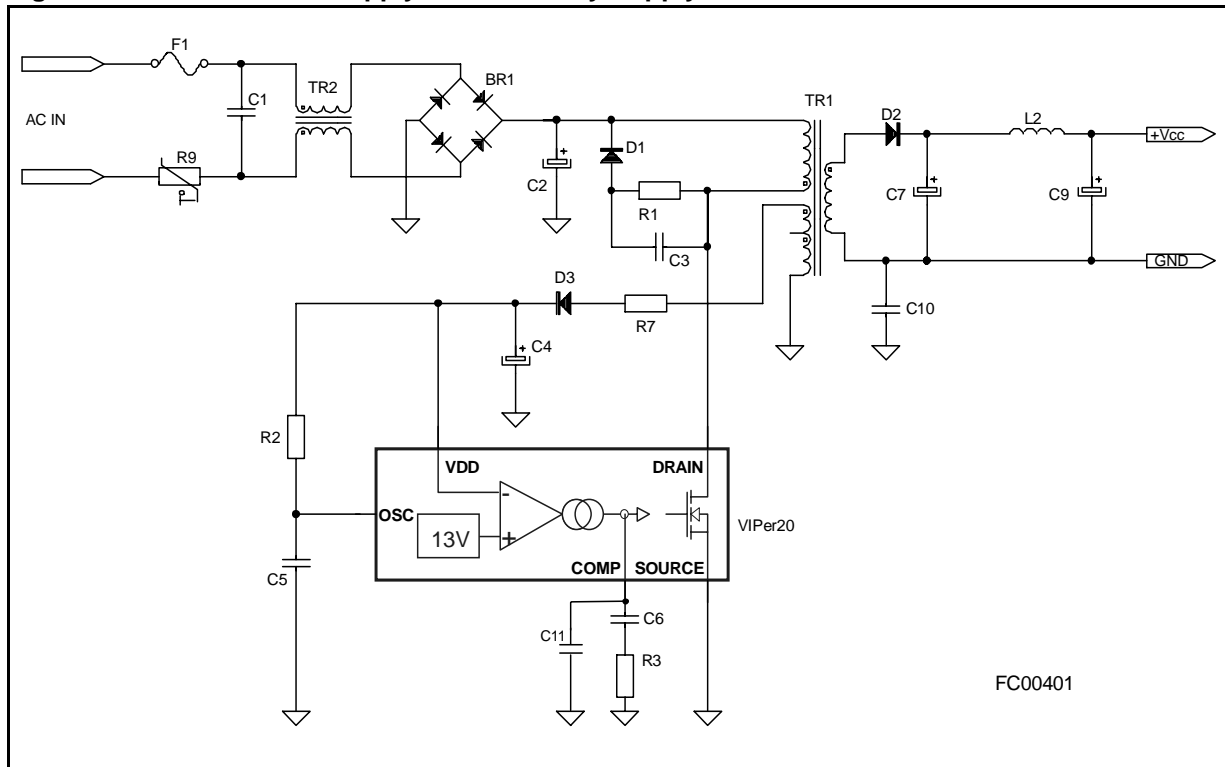 F1
TR2
BR1
TR1
D2
L2
+Vcc
AC IN
C1
R9
C2
D1
R1
C3
C7
C9
GND
C10
D3
R7
C4
R2
VDD
DRAIN
OSC
-
13V
+
VIPer20
COMP
SOURCE
C5
C11
C6
R3
FC00401